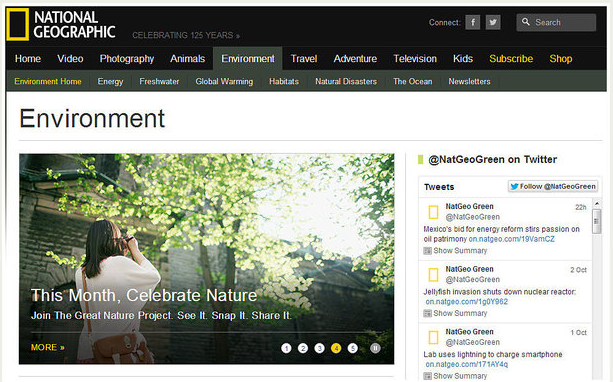 NATIONAL
GEOGRAPHIC
CELEBRATING 125 YEARS »
Connect:
Search
Home Video Photography Animals Environment Travel Adventure Television Kids Subscribe Shop
Environment Home Energy Freshwater Global Warming Habitats Natural Disasters The Ocean Newsletters
Environment
This Month, Celebrate Nature
Join The Great Nature Project. See It. Snap It. Share It.
MORE »
1 2 3 4 5
@NatGeoGreen on Twitter
Tweets
Follow @NatGeoGreen
NatGeo Green 22h
@NatGeoGreen
Mexico's bid for energy reform stirs passion on
oil patrimony on.natgeo.com/19VamCZ
Show Summary
NatGeo Green 2 Oct
@NatGeoGreen
Jellyfish invasion shuts down nuclear reactor:
on.natgeo.com/1g0Y962
Show Summary
NatGeo Green 1 Oct
@NatGeoGreen
Lab uses lightning to charge smartphone
on.natgeo.com/171AY4q
Show Summary